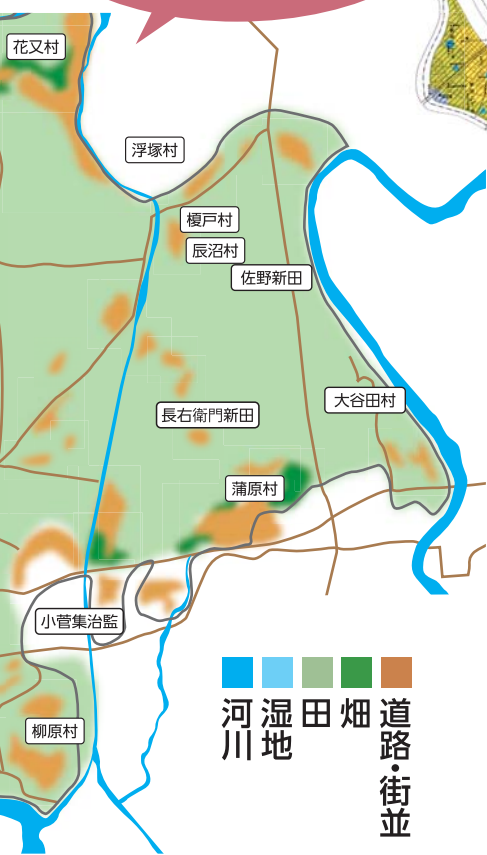 花又村
浮塚村
榎戸村
辰沼村
佐野新田
大谷田村
長右衛門新田
蒲原村
小菅集治監
柳原村
河川
湿地
田
畑
道路・街並